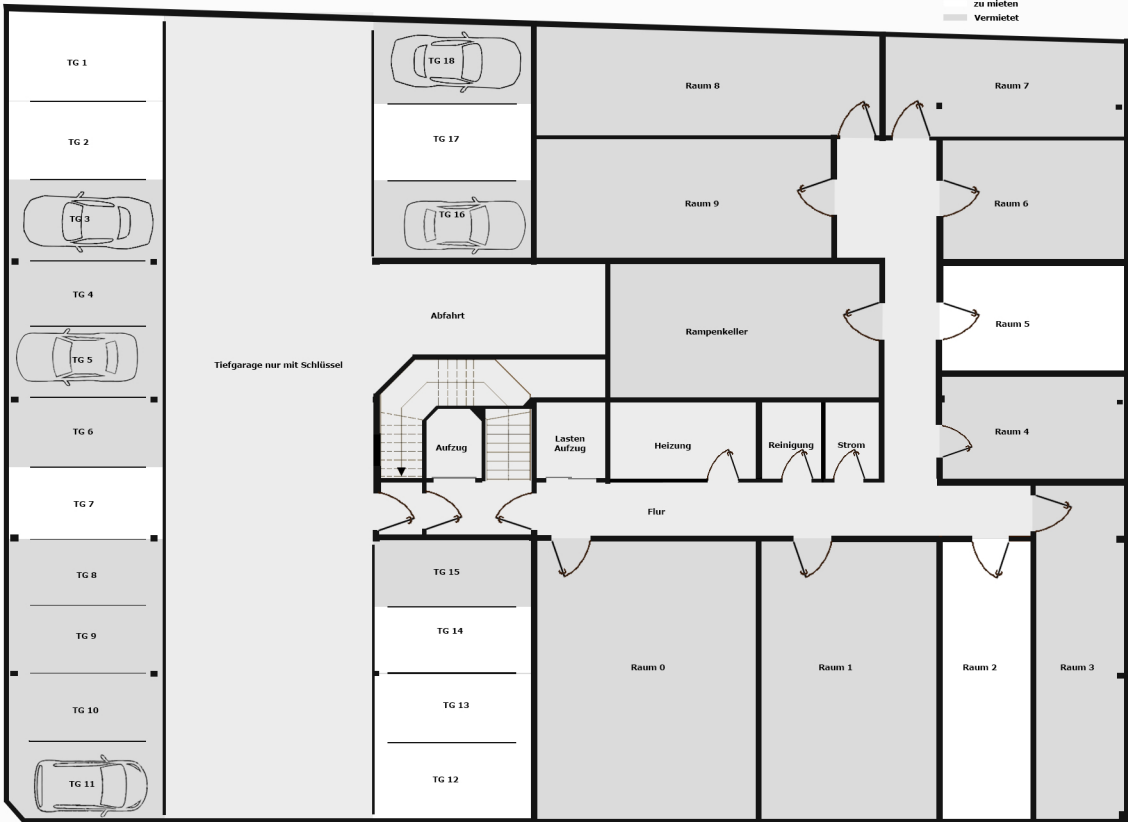 zu mieten
Vermietet
TG 1
TG 2
TG 3
TG 4
TG 5
TG 6
TG 7
TG 8
TG 9
TG 10
TG 11
Tiefgarage nur mit Schlüssel
TG 18
TG 17
TG 16
Abfahrt
Aufzug
Lasten
Aufzug
Heizung
Reinigung
Strom
Flur
TG 15
TG 14
TG 13
TG 12
Raum 8
Raum 7
Raum 9
Raum 6
Rampenkeller
Raum 5
Raum 4
Raum 0
Raum 1
Raum 2
Raum 3